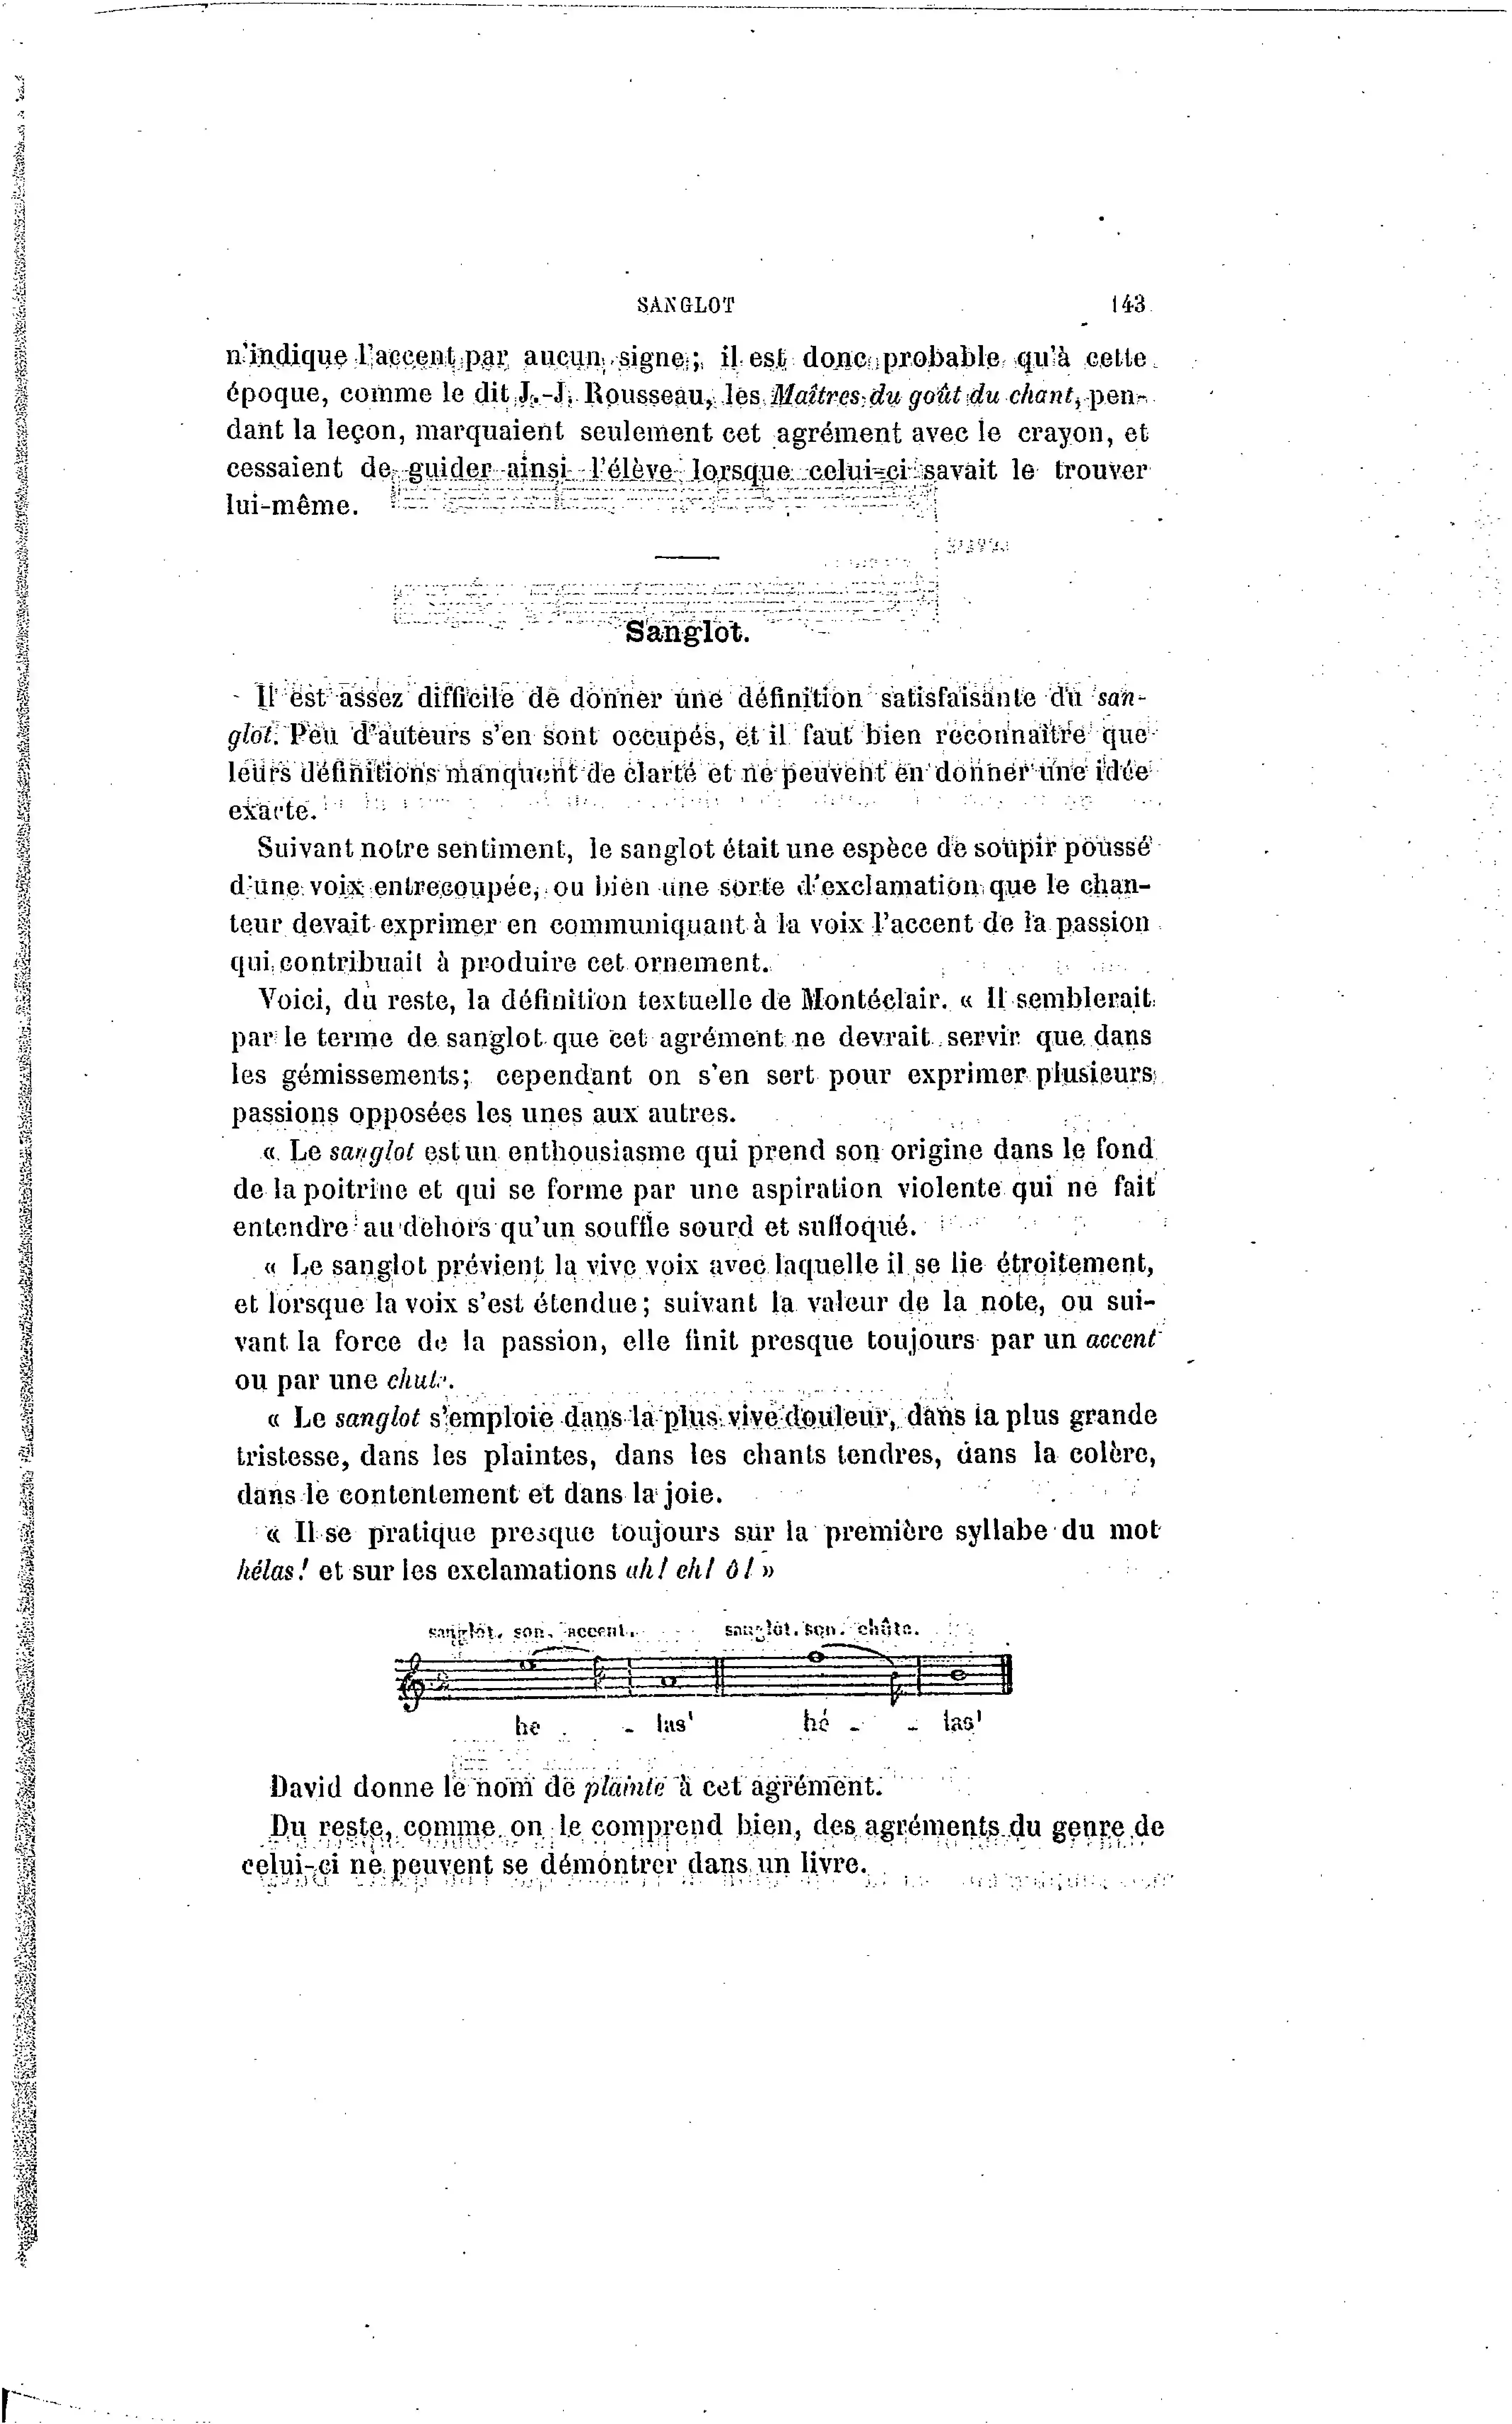 SANGLOT 143
n'indique l'accent par aucun signe; il est donc probable qu'à cette
époque, comme le dit J.-J. Rousseau, les Maîtres du goût du chant, pen-
dant la leçon, marquaient seulement cet agrément avec le crayon, et
cessaient de guider ainsi l'élève lorsque celui-ci savait le trouver
lui-même.
Sanglot.
Il est assez difficile de donner une définition satisfaisante du san-
glot. Peu d'auteurs s'en sont occupés, et il faut bien reconnaître que
leurs définitions manquent de clarté et ne peuvent en donner une idée
exacte.
Suivant notre sentiment, le sanglot était une espèce de soupir poussé
d'une voix entrecoupée, ou bien une sorte d'exclamation que le chan-
teur devait exprimer en communiquant à la voix l'accent de la passion
qui contribuait à produire cet ornement.
Voici, du reste, la définition textuelle de Montéclair. « Il semblerait
par le terme de sanglot que cet agrément ne devrait servir que dans
les gémissements; cependant on s'en sert pour exprimer plusieurs
passions opposées les unes aux autres.
« Le sanglot est un enthousiasme qui prend son origine dans le fond
de la poitrine et qui se forme par une aspiration violente qui ne fait
entendre au dehors qu'un souffle sourd et suffoqué.
« Le sanglot prévient la vive voix avec laquelle il se lie étroitement,
et lorsque la voix s'est étendue; suivant la valeur de la note, ou sui-
vant la force de la passion, elle finit presque toujours par un accent
ou par une chute.
« Le sanglot s'emploie dans la plus vive douleur, dans la plus grande
tristesse, dans les plaintes, dans les chants tendres, dans la colère,
dans le contentement et dans la joie.
« Il se pratique presque toujours sur la première syllabe du mot
hélas! et sur les exclamations ah! eh! ô! »
sanglot. son. accent. sanglot. son. chûte.
hé - las! hé - - las!
David donne le nom de plainte à cet agrément.
Du reste, comme on le comprend bien, des agréments du genre de
celui-ci ne peuvent se démontrer dans un livre.